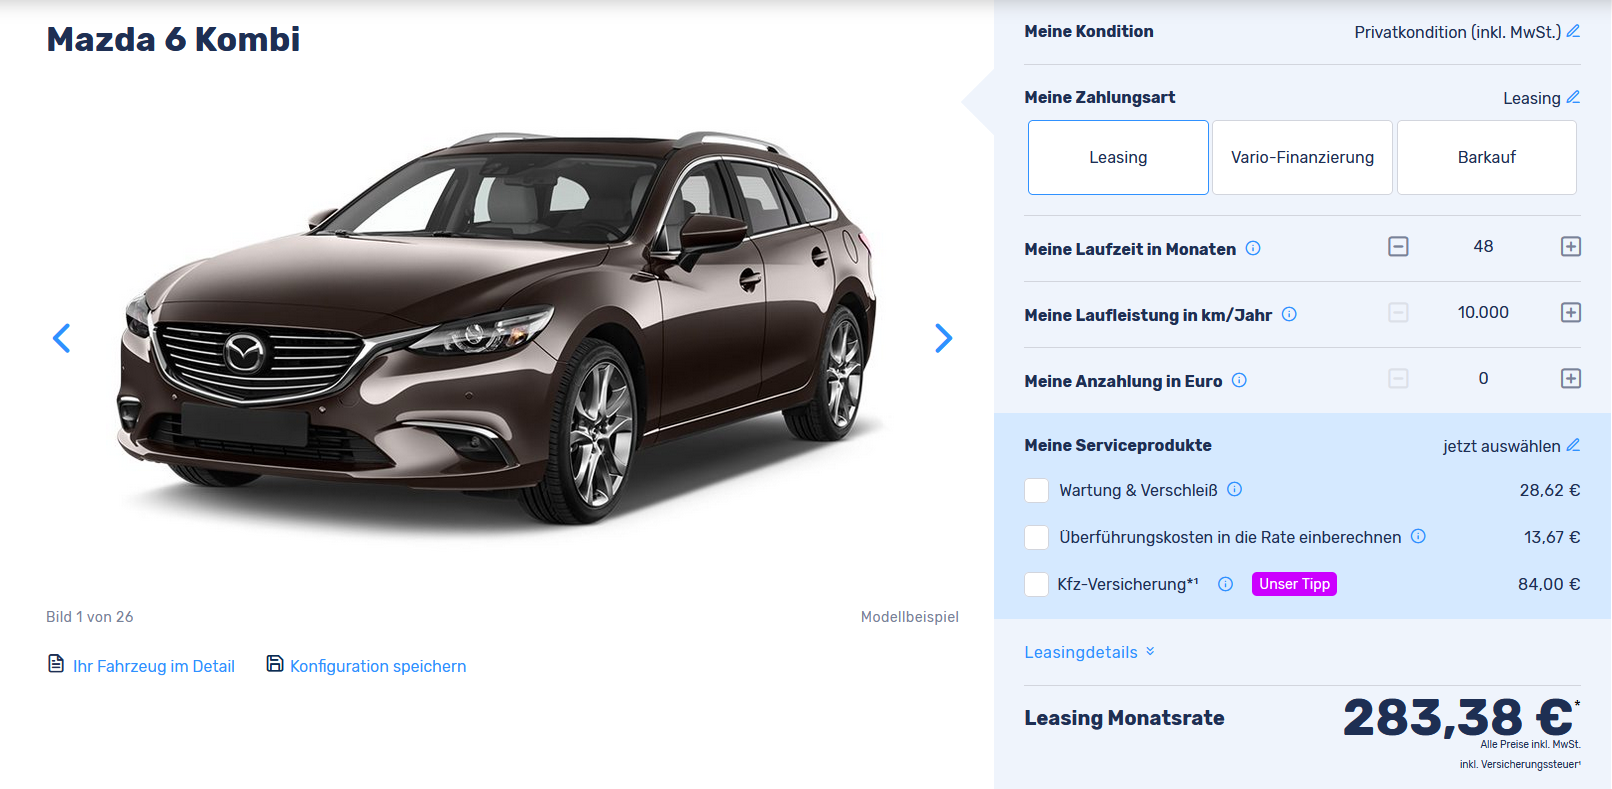 Mazda 6 Kombi
Bild 1 von 26
Modellbeispiel
Ihr Fahrzeug im Detail
Konfiguration speichern
Meine Kondition
Privatkondition (inkl. MwSt.)
Meine Zahlungsart
Leasing
Leasing
Vario-Finanzierung
Barkauf
Meine Laufzeit in Monaten
48
Meine Laufleistung in km/Jahr
10.000
Meine Anzahlung in Euro
0
Meine Serviceprodukte
jetzt auswählen
Wartung & Verschleiß
28,62 €
Überführungskosten in die Rate einberechnen
13,67 €
Kfz-Versicherung*¹
Unser Tipp
84,00 €
Leasingdetails
Leasing Monatsrate
283,38 €*
Alle Preise inkl. MwSt.
inkl. Versicherungssteuer¹